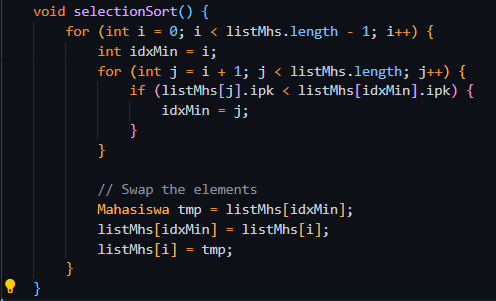 void selectionSort() {
    for (int i = 0; i < listMhs.length - 1; i++) {
        int idxMin = i;
        for (int j = i + 1; j < listMhs.length; j++) {
            if (listMhs[j].ipk < listMhs[idxMin].ipk) {
                idxMin = j;
            }
        }

        // Swap the elements
        Mahasiswa tmp = listMhs[idxMin];
        listMhs[idxMin] = listMhs[i];
        listMhs[i] = tmp;
    }
}